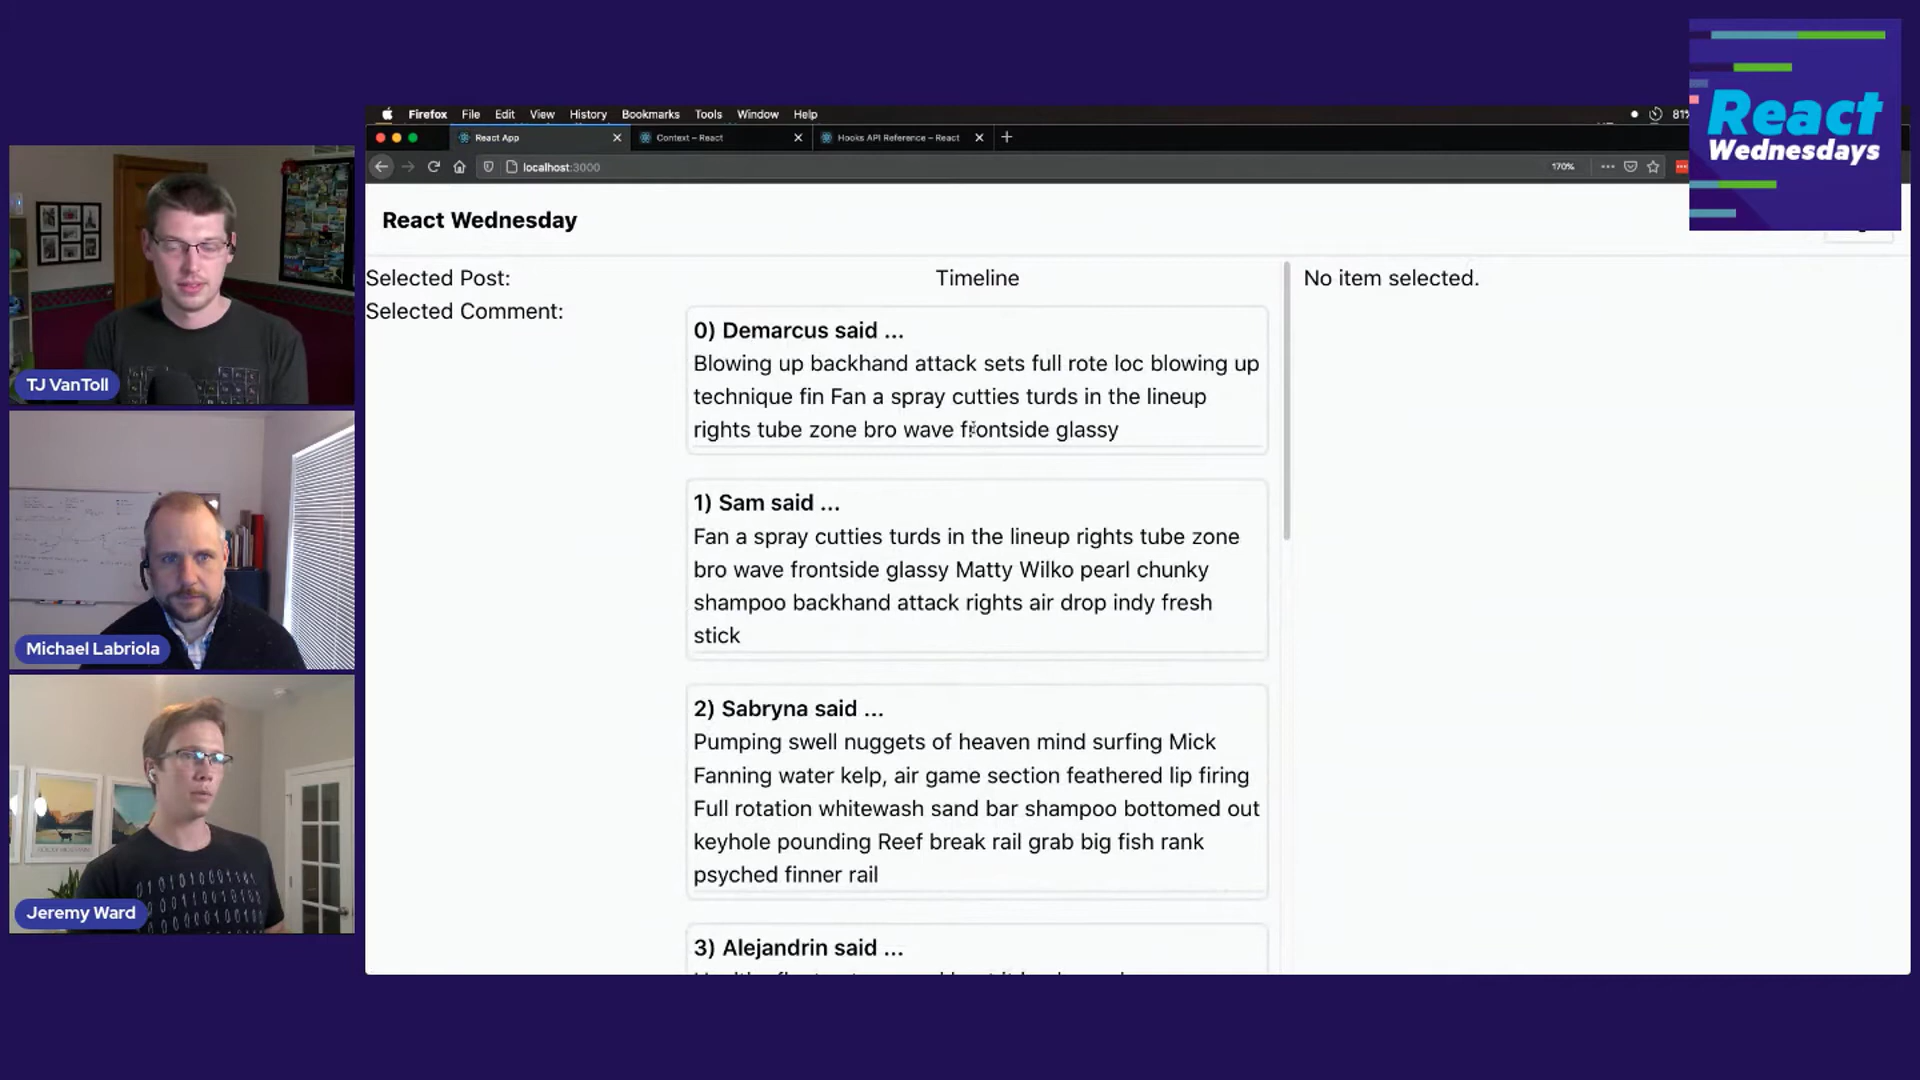 React
Wednesdays
Firefox File Edit View History Bookmarks Tools Window Help
81%
React App
Context – React
Hooks API Reference – React
localhost:3000
170%
React Wednesday
Selected Post:
Selected Comment:
Timeline
0) Demarcus said ...
Blowing up backhand attack sets full rote loc blowing up
technique fin Fan a spray cutties turds in the lineup
rights tube zone bro wave frontside glassy
1) Sam said ...
Fan a spray cutties turds in the lineup rights tube zone
bro wave frontside glassy Matty Wilko pearl chunky
shampoo backhand attack rights air drop indy fresh
stick
2) Sabryna said ...
Pumping swell nuggets of heaven mind surfing Mick
Fanning water kelp, air game section feathered lip firing
Full rotation whitewash sand bar shampoo bottomed out
keyhole pounding Reef break rail grab big fish rank
psyched finner rail
3) Alejandrin said ...
No item selected.
TJ VanToll
Michael Labriola
Jeremy Ward